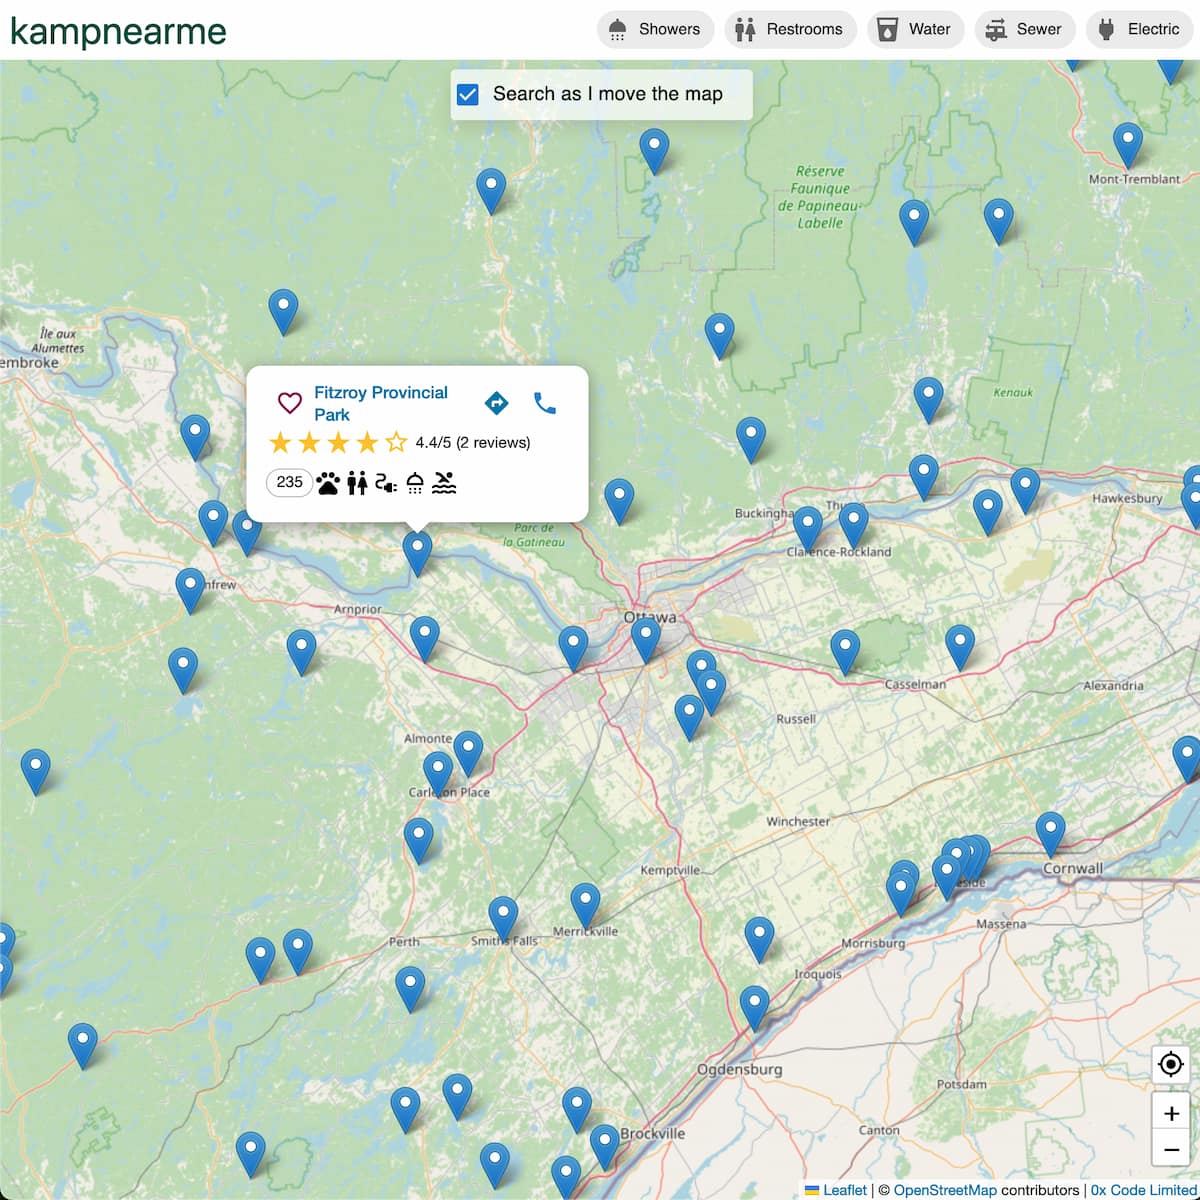 kampnearme
Showers
Restrooms
Water
Sewer
Electric
Search as I move the map
Réserve
Faunique
de Papineau-
Labelle
Mont-Tremblant
Île aux
Alumettes
embroke
Kenauk
Fitzroy Provincial
Park
4.4/5 (2 reviews)
235
Parc de
la Gatineau
Buckingha
Thu
Hawkesbury
Clarence-Rockland
nfrew
Arnprior
Ottawa
Casselman
Alexandria
Russell
Almonte
Carleton Place
Winchester
Kemptville
Cornwall
eside
Perth
Smiths Falls
Merrickville
Morrisburg
Massena
Iroquois
Ogdensburg
Potsdam
Canton
Brockville
+
−
Leaflet | © OpenStreetMap contributors | 0x Code Limited